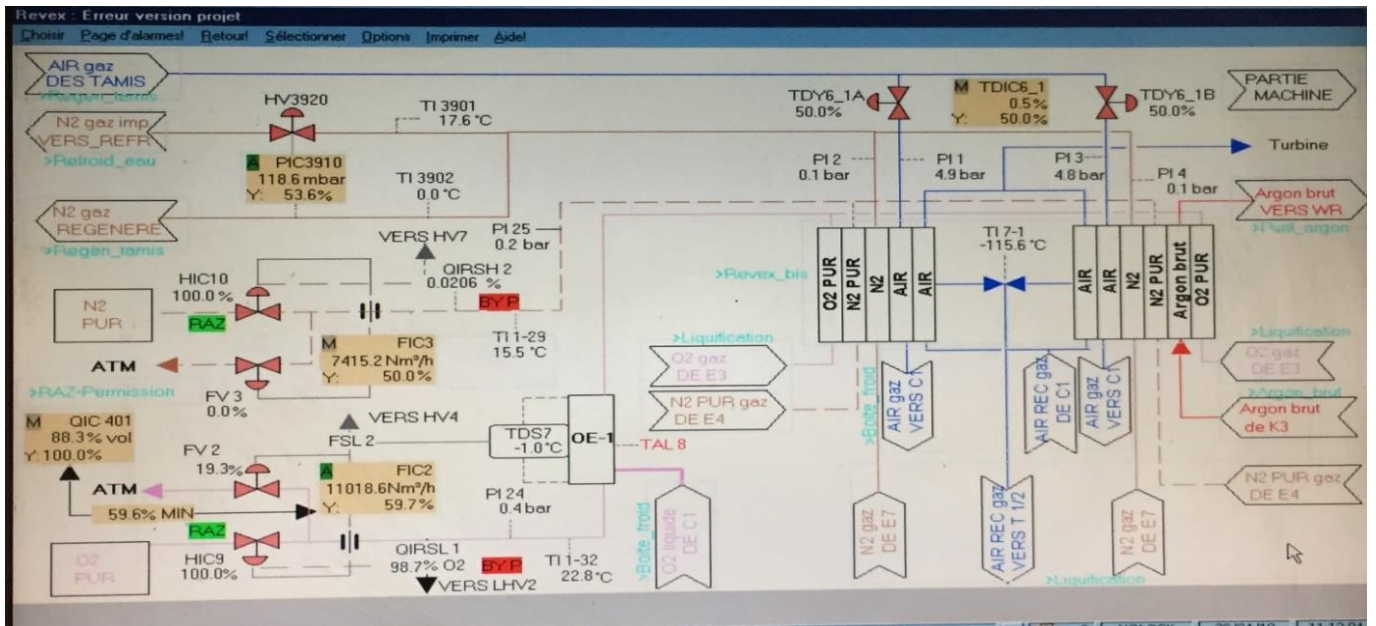 Revex : Erreur version projet
Choisir Page d'alarmes! Retour! Sélectionner Options Imprimer Aide!
AIR gaz
DES TAMIS
>Regen_tamis
N2 gaz imp
VERS_REFR
>Refroid_eau
HV3920
TI 3901
17.6 °C
A PIC3910
118.6 mbar
Y: 53.6%
TI 3902
0.0 °C
N2 gaz
REGENERE
>Regen_tamis
TDY6_1A
50.0%
M TDIC6_1
0.5%
Y: 50.0%
TDY6_1B
50.0%
PARTIE
MACHINE
Turbine
PI 2
0.1 bar
PI 1
4.9 bar
PI 3
4.8 bar
PI 4
0.1 bar
Argon brut
VERS WR
>Purit_argon
VERS HV7
PI 25
0.2 bar
QIRSH 2
0.0206 %
BY P
TI 1-29
15.5 °C
HIC10
100.0 %
N2
PUR
RAZ
ATM
M FIC3
7415.2 Nm³/h
Y: 50.0%
FV 3
0.0%
>RAZ-Permission
TI 7-1
-115.6 °C
>Revex_bis
O2 PUR
N2 PUR
N2
AIR
AIR
AIR
AIR
N2
N2 PUR
Argon brut
O2 PUR
>Liquification
O2 gaz
DE E3
N2 PUR gaz
DE E4
>Boite_froid
AIR gaz
VERS C1
AIR REC gaz
DE C1
AIR gaz
VERS C1
>Liquification
O2 gaz
DE E3
>Argon_brut
Argon brut
de K3
N2 PUR gaz
DE E4
M QIC 401
88.3% vol
Y: 100.0%
VERS HV4
FSL 2
TDS7
-1.0°C
OE-1
TAL 8
FV 2
19.3%
A FIC2
11018.6Nm³/h
Y: 59.7%
ATM
59.6% MIN
PI 24
0.4 bar
RAZ
O2
PUR
HIC9
100.0%
QIRSL 1
98.7% O2
BY P
TI 1-32
22.8°C
VERS LHV2
>Boite_froid
O2 liquide
DE C1
N2 gaz
DE E7
AIR REC gaz
VERS T 1/2
N2 gaz
DE E7
>Liquification